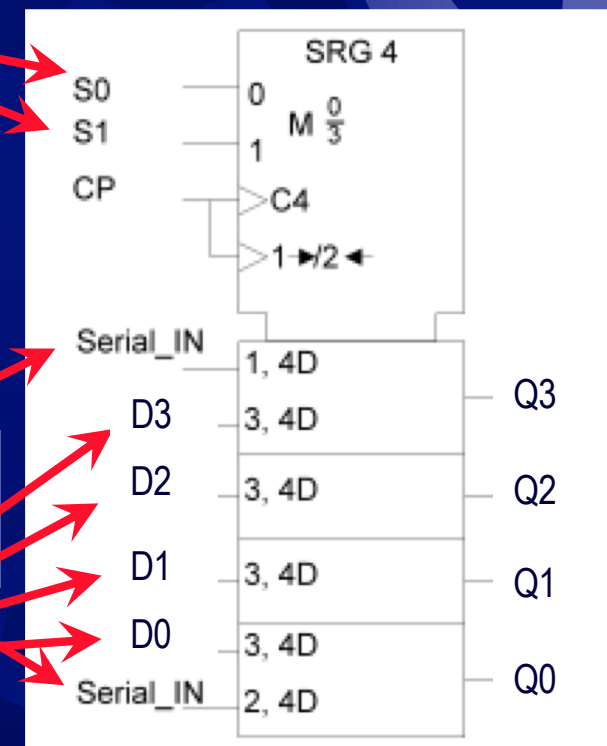 SRG 4
S0 0 M 0/3
S1 1
CP C4
1→/2←
Serial_IN 1, 4D
Q3
D3 3, 4D
D2 3, 4D Q2
D1 3, 4D Q1
D0 3, 4D
Q0
Serial_IN 2, 4D